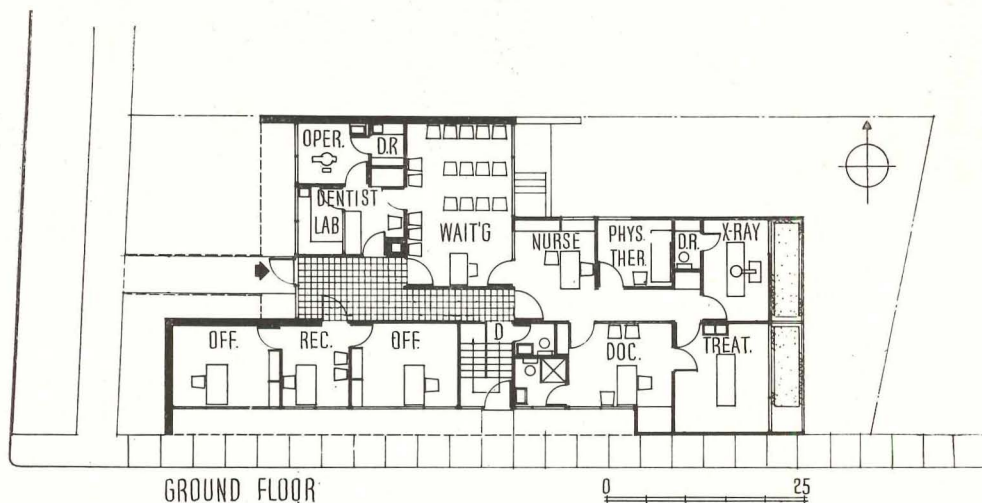 OPER.
D.R
DENTIST
LAB
WAIT'G
NURSE
PHYS.
THER.
D.R.
X-RAY
OFF.
REC.
OFF.
D
DOC.
TREAT.
GROUND FLOOR
0 25